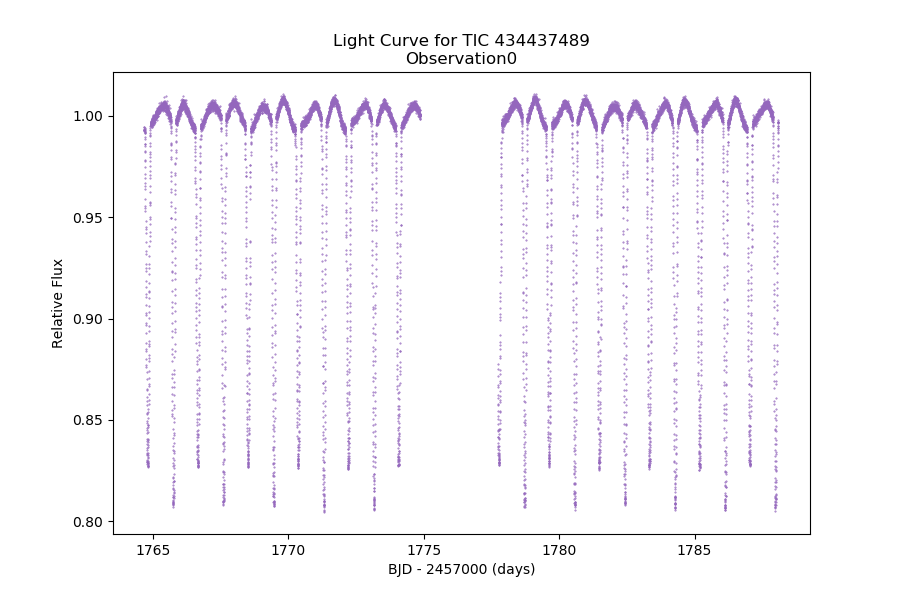 Light Curve for TIC 434437489
Observation0
1.00
0.95
0.90
0.85
0.80
Relative Flux
1765
1770
1775
1780
1785
BJD - 2457000 (days)